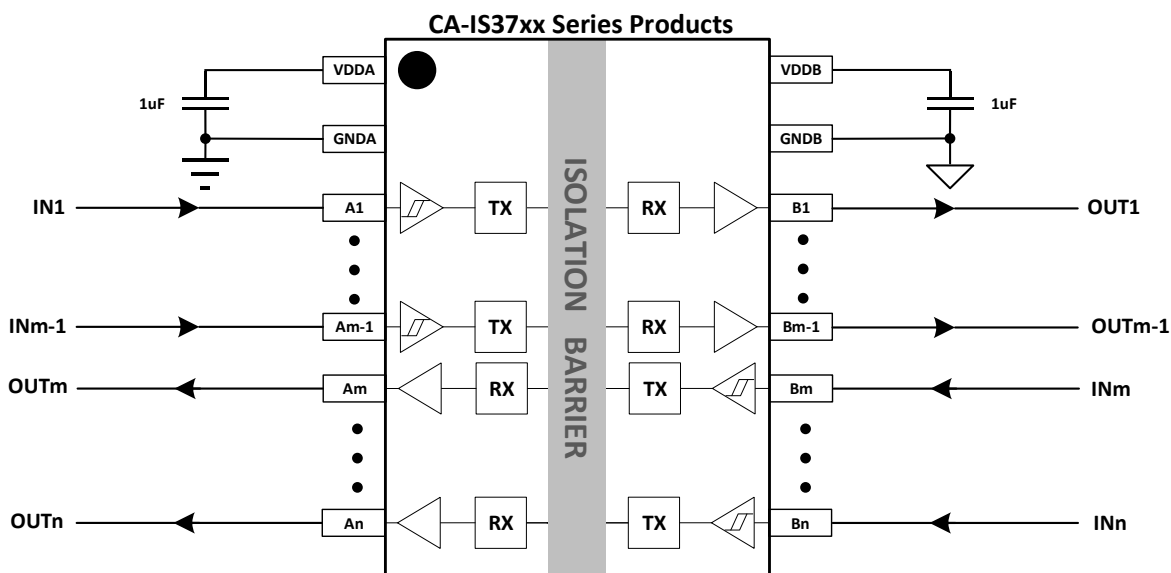 CA-IS37xx Series Products
VDDA
VDDB
1uF
1uF
GNDA
GNDB
ISOLATION BARRIER
IN1
A1
TX
RX
B1
OUT1
INm-1
Am-1
TX
RX
Bm-1
OUTm-1
OUTm
Am
RX
TX
Bm
INm
OUTn
An
RX
TX
Bn
INn